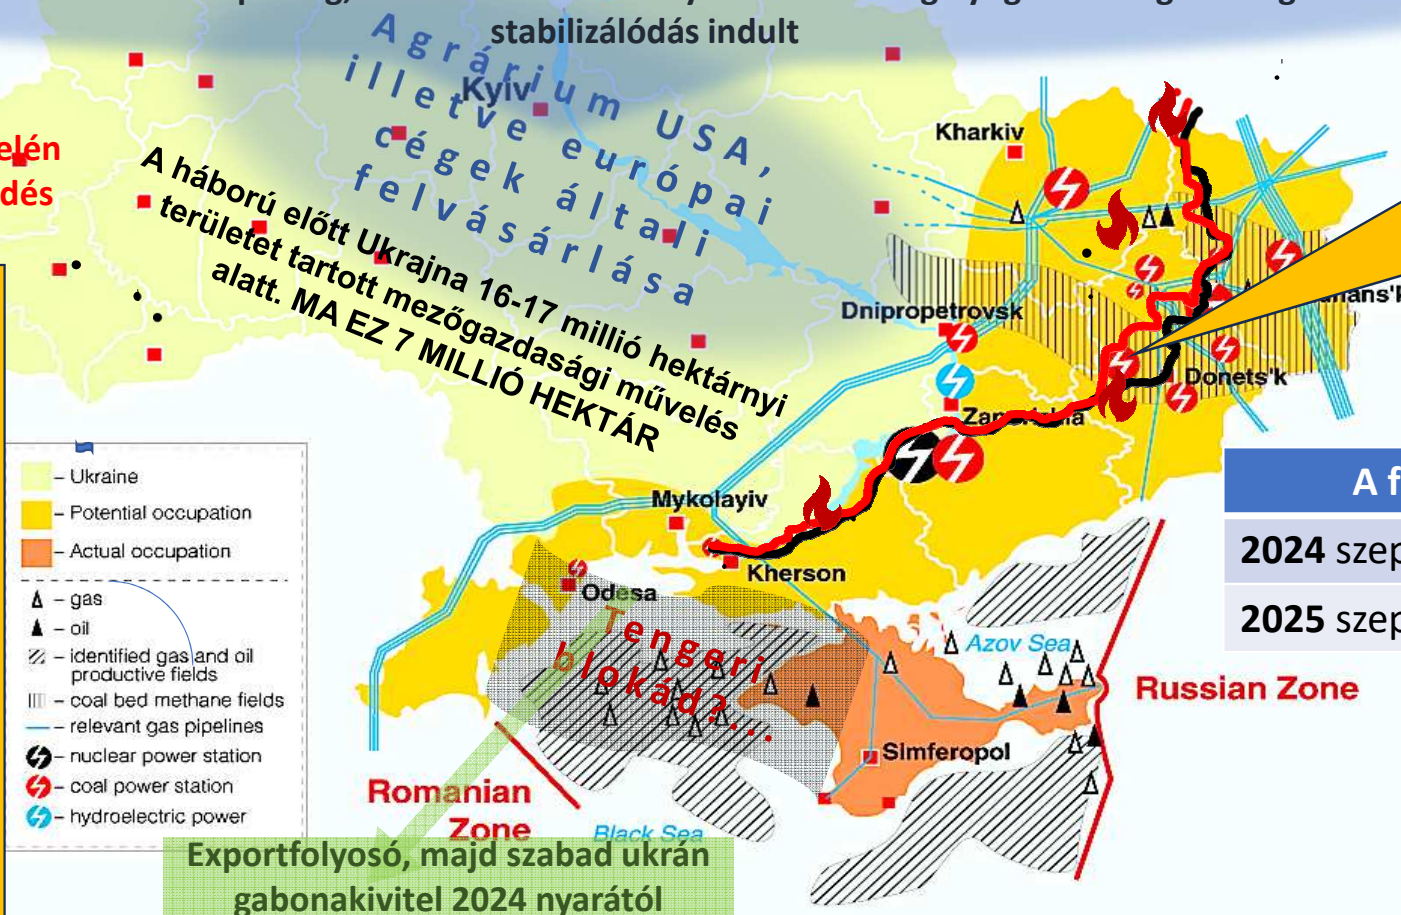 stabilizálódás indult
Agrárium USA,
illetve európai
cégek általi
felvásárlása
Kyiv
Kharkiv
A háború előtt Ukrajna 16-17 millió hektárnyi
területet tartott mezőgazdasági művelés
alatt. MA EZ 7 MILLIÓ HEKTÁR
Dnipropetrovsk
Donets'k
Mykolayiv
Kherson
Odesa
Tengeri
blokád?...
Azov Sea
Russian Zone
Simferopol
Romanian
Zone
Black Sea
– Ukraine
– Potential occupation
– Actual occupation
– gas
– oil
– identified gas and oil
productive fields
– coal bed methane fields
– relevant gas pipelines
– nuclear power station
– coal power station
– hydroelectric power
A f
2024 szep
2025 szep
Exportfolyosó, majd szabad ukrán
gabonakivitel 2024 nyarától